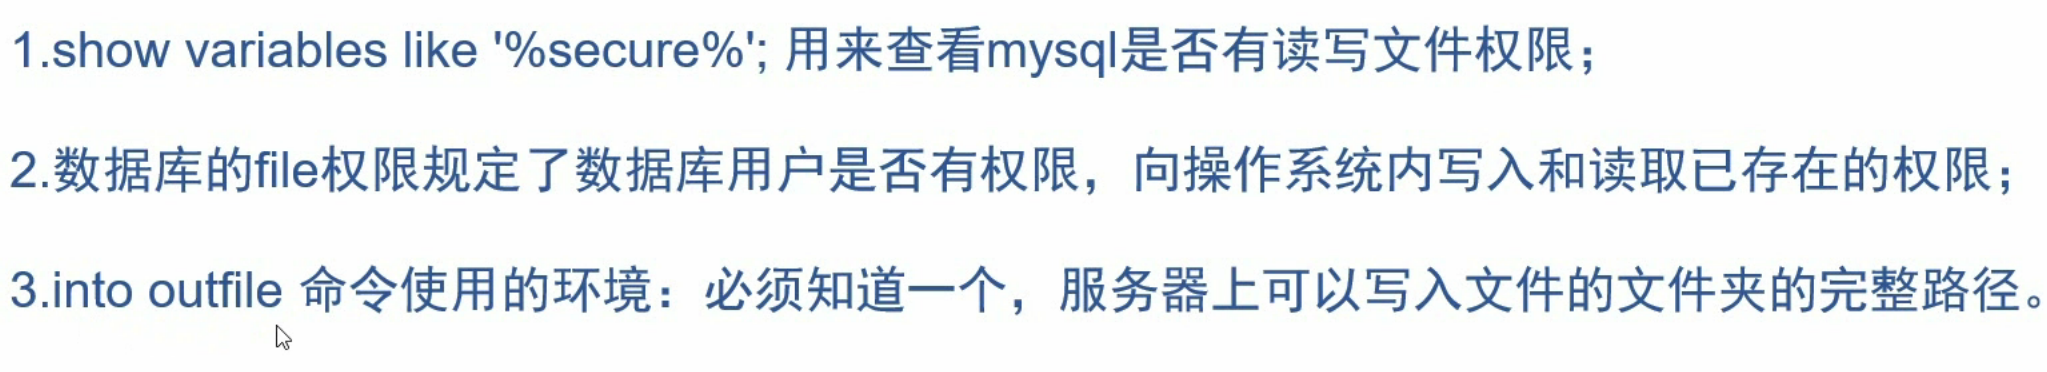 1.show variables like '%secure%'; 用来查看mysql是否有读写文件权限；
2.数据库的file权限规定了数据库用户是否有权限，向操作系统内写入和读取已存在的权限；
3.into outfile 命令使用的环境：必须知道一个，服务器上可以写入文件的文件夹的完整路径。